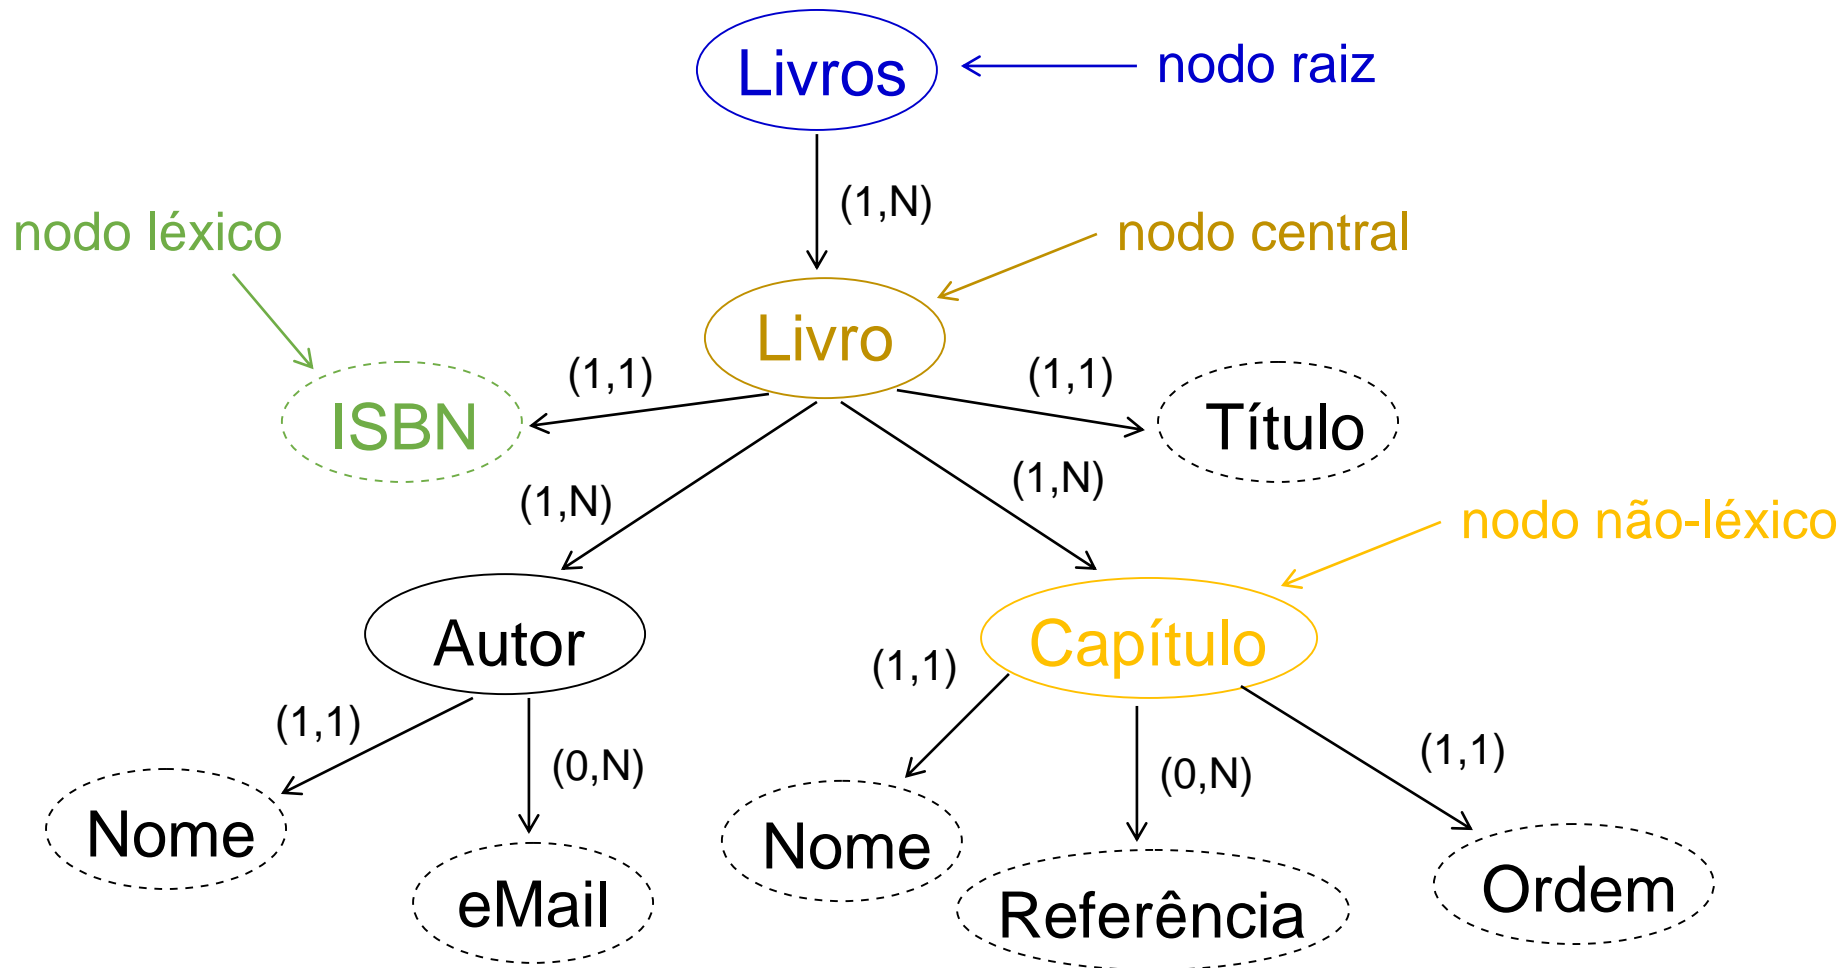 Livros
nodo raiz
(1,N)
nodo léxico
nodo central
Livro
(1,1)
(1,1)
ISBN
Título
(1,N)
(1,N)
nodo não-léxico
Autor
Capítulo
(1,1)
(1,1)
(0,N)
(0,N)
(1,1)
Nome
eMail
Nome
Referência
Ordem